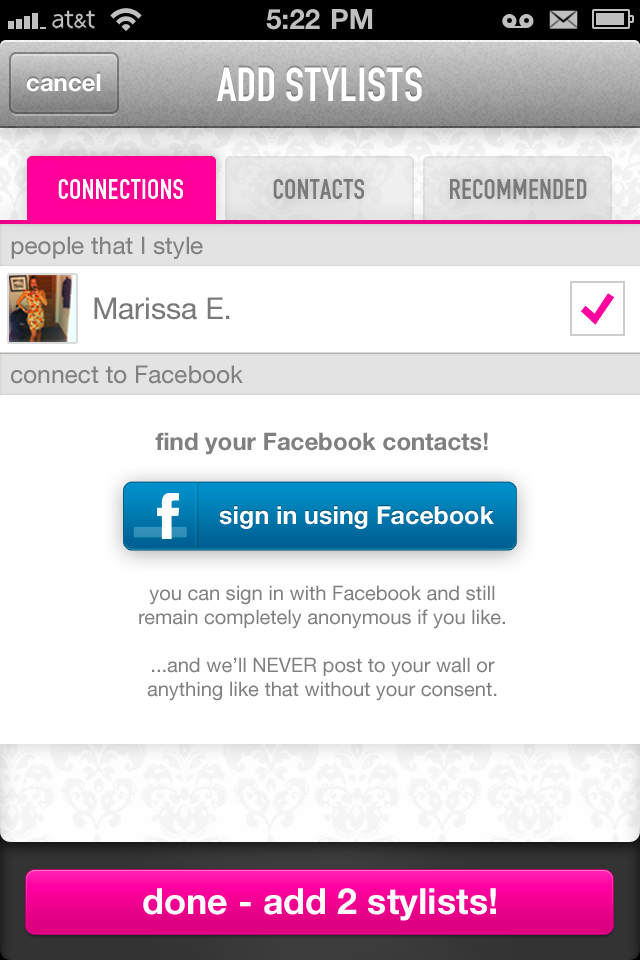 at&t 5:22 PM
cancel ADD STYLISTS
CONNECTIONS CONTACTS RECOMMENDED
people that I style
Marissa E.
connect to Facebook
find your Facebook contacts!
f sign in using Facebook
you can sign in with Facebook and still
remain completely anonymous if you like.
...and we'll NEVER post to your wall or
anything like that without your consent.
done - add 2 stylists!